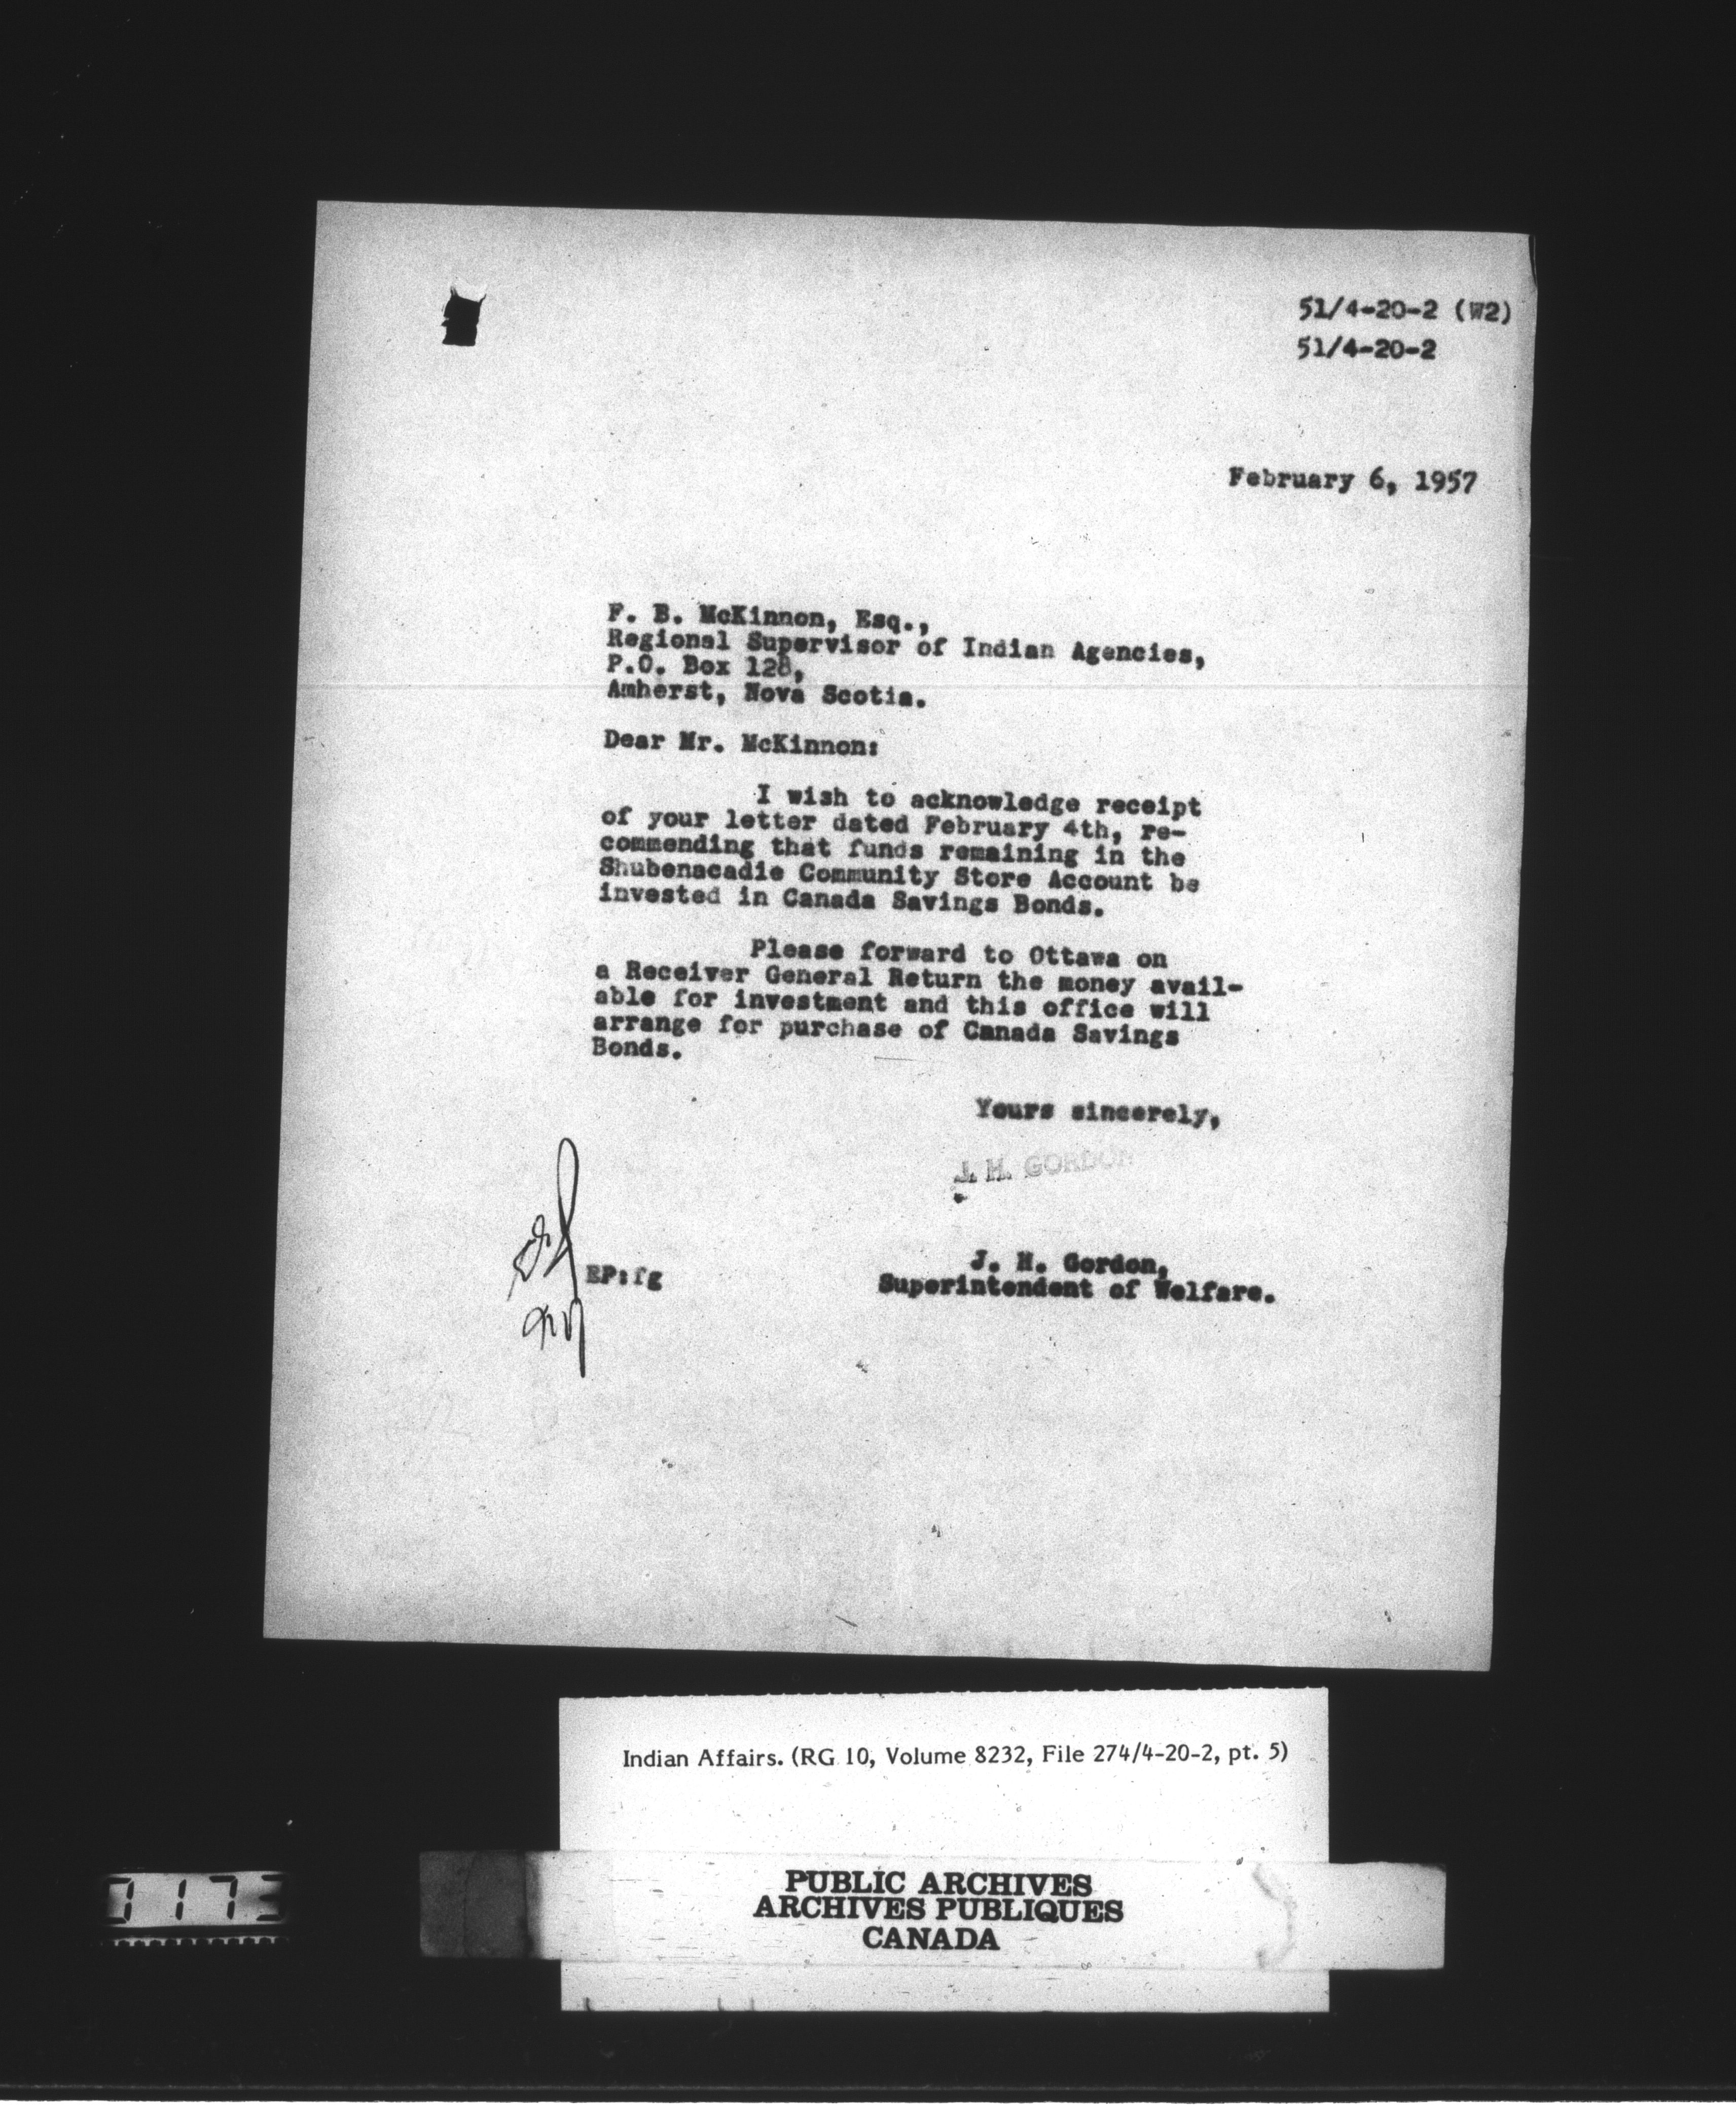 51/4-20-2 (W2)
51/4-20-2
February 6, 1957
F. B. McKinnon, Esq.,
Regional Supervisor of Indian Agencies,
P.O. Box 128,
Amherst, Nova Scotia.
Dear Mr. McKinnon:
I wish to acknowledge receipt
of your letter dated February 4th, re-
commending that funds remaining in the
Shubenacadie Community Store Account be
invested in Canada Savings Bonds.
Please forward to Ottawa on
a Receiver General Return the money avail-
able for investment and this office will
arrange for purchase of Canada Savings
Bonds.
Yours sincerely,
J. H. GORDON
EP:fg
J. H. Gordon,
Superintendent of Welfare.
Indian Affairs. (RG 10, Volume 8232, File 274/4-20-2, pt. 5)
PUBLIC ARCHIVES
ARCHIVES PUBLIQUES
CANADA